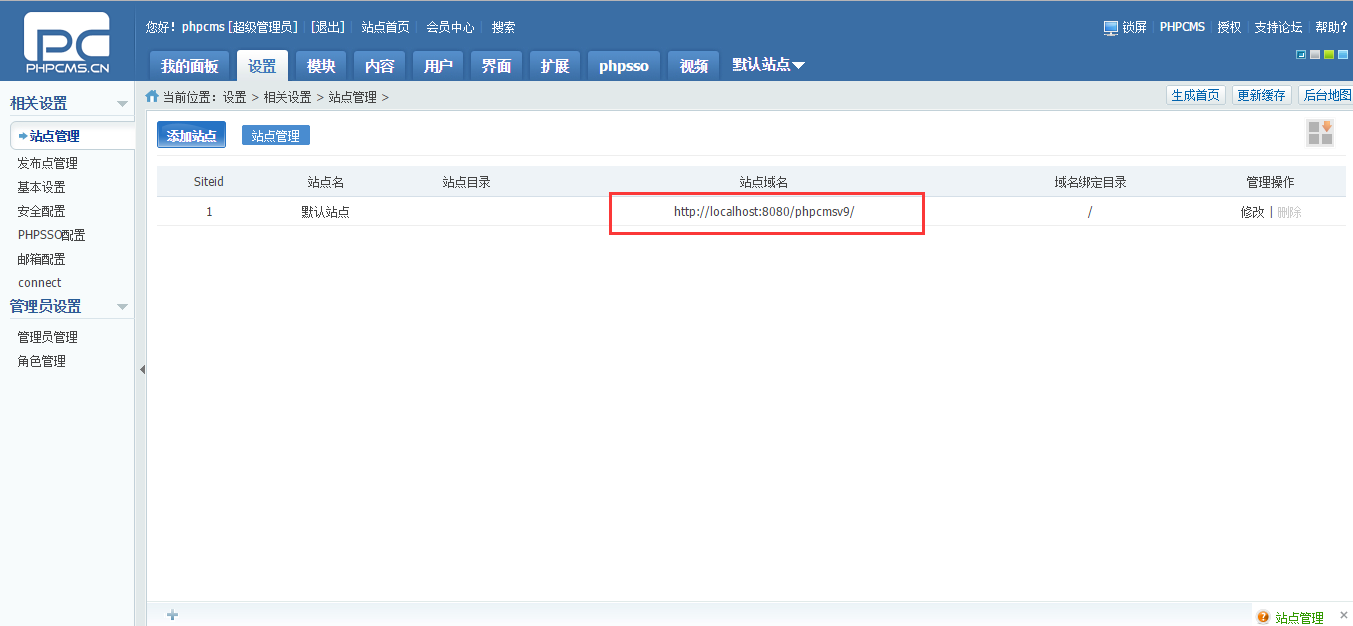 PC
PHPCMS.CN
您好！phpcms [超级管理员] | [退出] | 站点首页 | 会员中心 | 搜索
锁屏 | PHPCMS | 授权 | 支持论坛 | 帮助?
我的面板 设置 模块 内容 用户 界面 扩展 phpsso 视频 默认站点
相关设置
站点管理
发布点管理
基本设置
安全配置
PHPSSO配置
邮箱配置
connect
管理员设置
管理员管理
角色管理
当前位置：设置 > 相关设置 > 站点管理 >
生成首页 更新缓存 后台地图
添加站点 站点管理
Siteid 站点名 站点目录 站点域名 域名绑定目录 管理操作
1 默认站点 http://localhost:8080/phpcmsv9/ / 修改 | 删除
站点管理